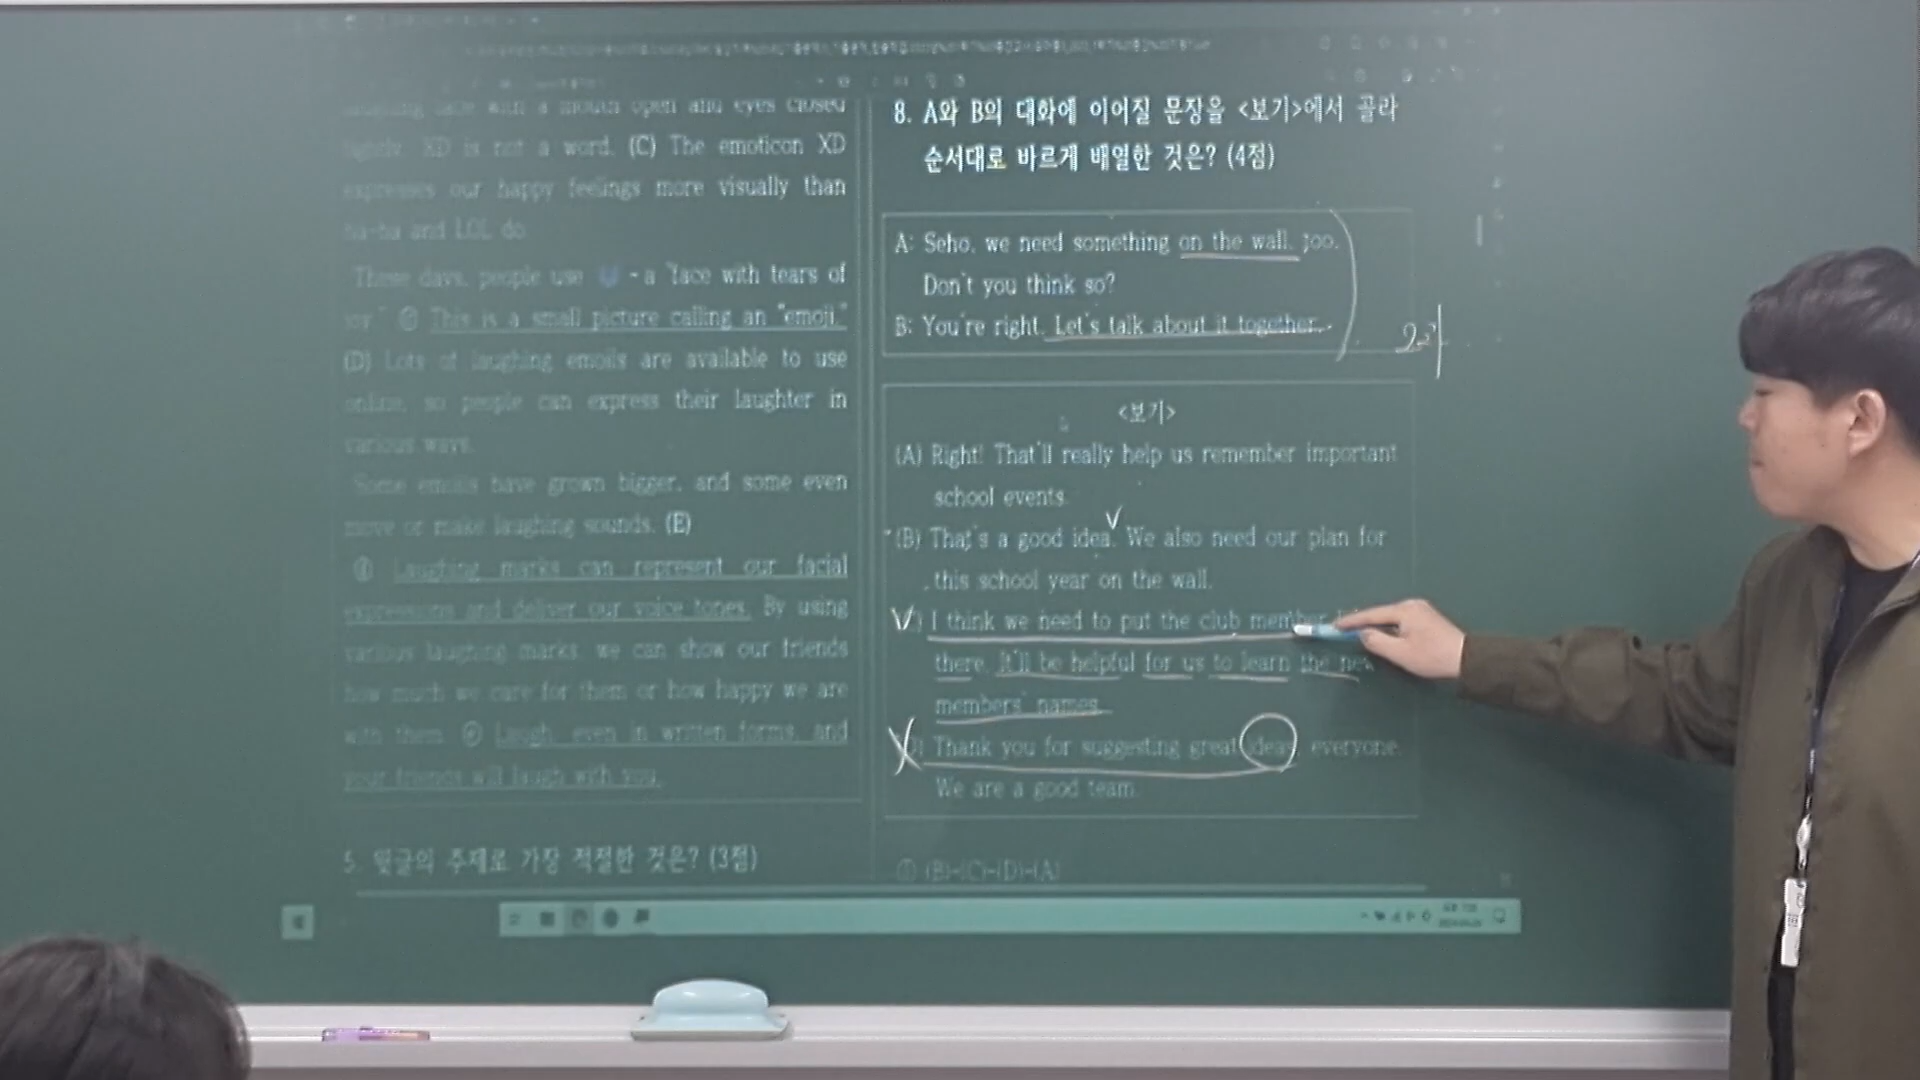 laughing face with a mouth open and eyes closed
tightly. XD is not a word. (C) The emoticon XD
expresses our happy feelings more visually than
ha-ha and LOL do.
These days, people use - a "face with tears of
joy." This is a small picture calling an "emoji."
(D) Lots of laughing emojis are available to use
online, so people can express their laughter in
various ways.
Some emojis have grown bigger, and some even
move or make laughing sounds. (E)
Laughing marks can represent our facial
expressions and deliver our voice tones. By using
various laughing marks, we can show our friends
how much we care for them or how happy we are
with them. Laugh, even in written forms, and
your friends will laugh with you.
5. 윗글의 주제로 가장 적절한 것은? (3점)
8. A와 B의 대화에 이어질 문장을 <보기>에서 골라
순서대로 바르게 배열한 것은? (4점)
A: Seho, we need something on the wall, too.
Don't you think so?
B: You're right. Let's talk about it together.
<보기>
(A) Right! That'll really help us remember important
school events.
(B) That's a good idea. We also need our plan for
this school year on the wall.
I think we need to put the club member
there. It'll be helpful for us to learn the new
members' names.
Thank you for suggesting great ideas, everyone.
We are a good team.
① (B)-(C)-(D)-(A)